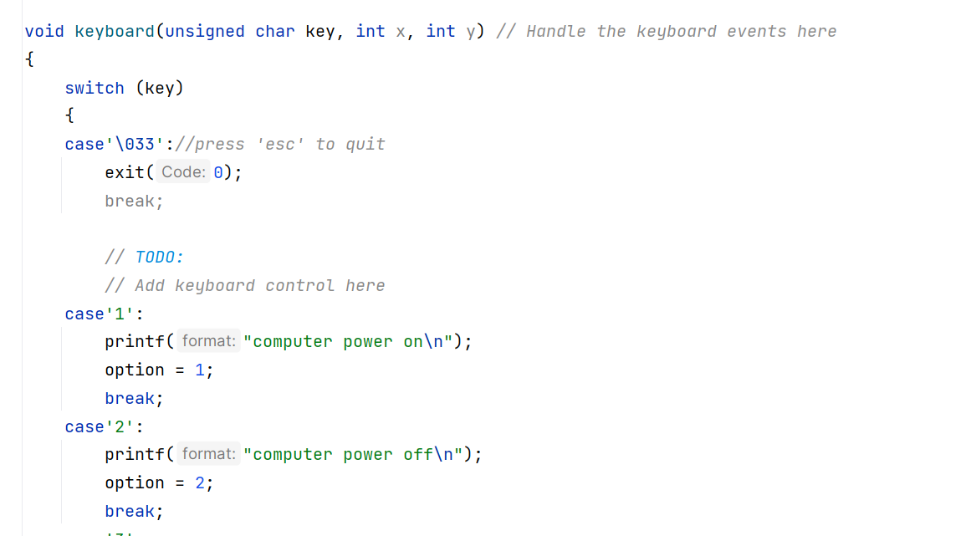 void keyboard(unsigned char key, int x, int y) // Handle the keyboard events here
{
switch (key)
{
case'\033'://press 'esc' to quit
exit( Code: 0);
break;
// TODO:
// Add keyboard control here
case'1':
printf( format: "computer power on\n");
option = 1;
break;
case'2':
printf( format: "computer power off\n");
option = 2;
break;